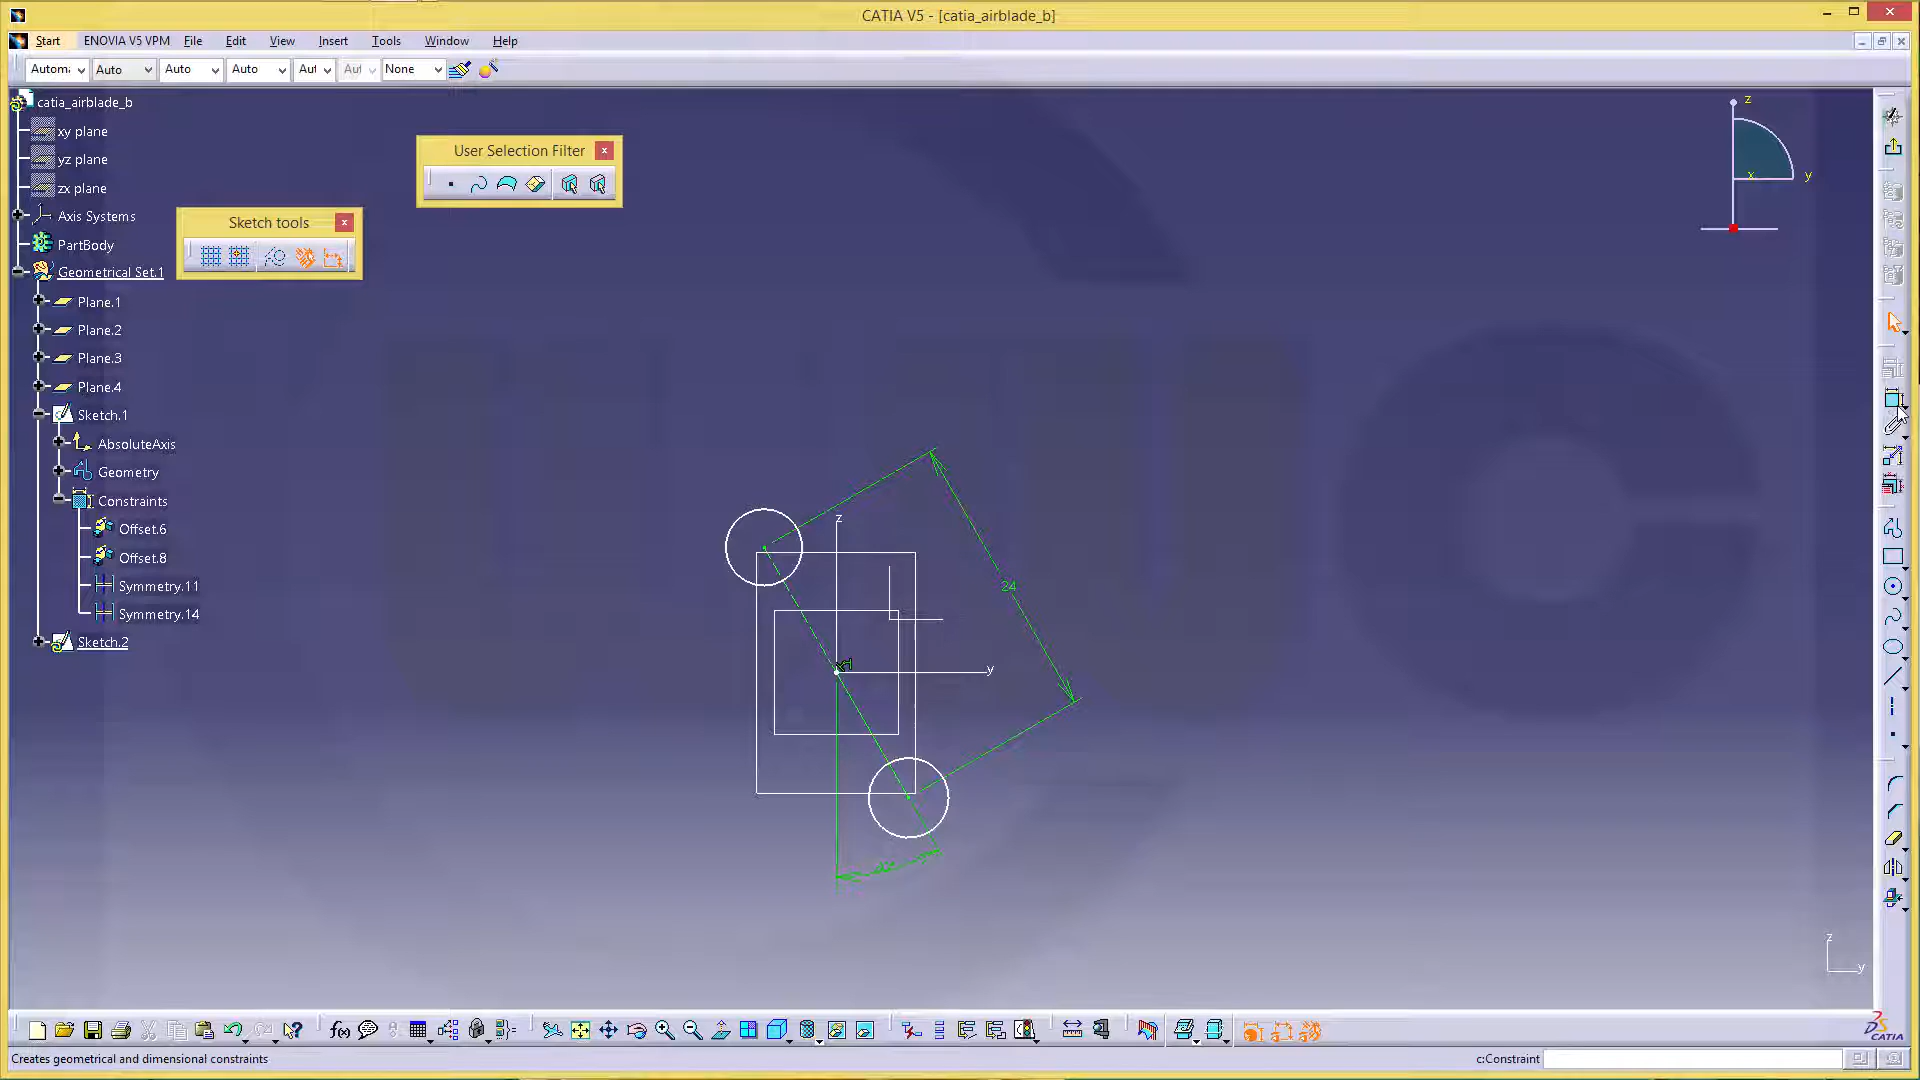 CATIA V5 - [catia_airblade_b]
Start ENOVIA V5 VPM File Edit View Insert Tools Window Help
Automa Auto Auto Auto Aut Aut None
catia_airblade_b
xy plane
yz plane
zx plane
Axis Systems
PartBody
Geometrical Set.1
Plane.1
Plane.2
Plane.3
Plane.4
Sketch.1
AbsoluteAxis
Geometry
Constraints
Offset.6
Offset.8
Symmetry.11
Symmetry.14
Sketch.2
User Selection Filter
Sketch tools
z
x
y
z
24
y
z
y
CATIA
Creates geometrical and dimensional constraints
c:Constraint